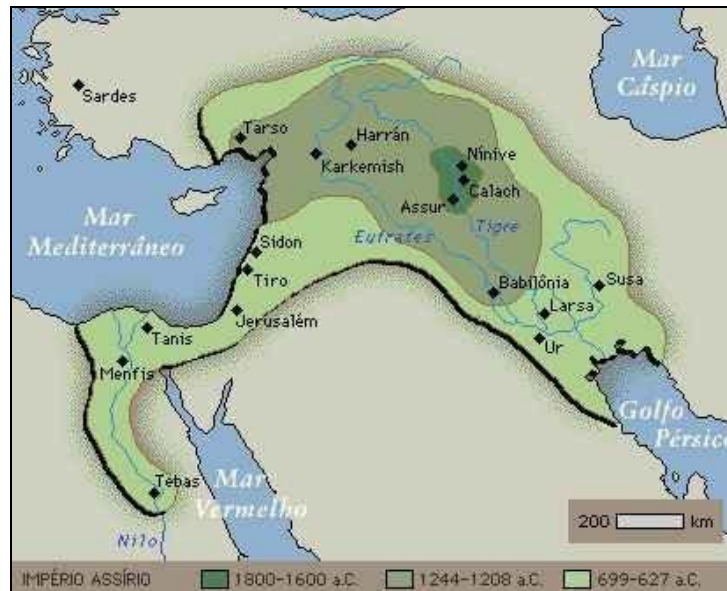 Mar
Cáspio
Sardes
Tarso
Harrán
Karkemish
Nínive
Calach
Assur
Tigre
Eufrates
Mar
Mediterráneo
Sidon
Tiro
Jerusalém
Babilônia
Susa
Larsa
Ur
Tanis
Menfis
Golfo
Pérsico
Mar
Vermelho
Tebas
Nilo
200 km
IMPÉRIO ASSÍRIO 1800-1600 a.C. 1244-1208 a.C. 699-627 a.C.